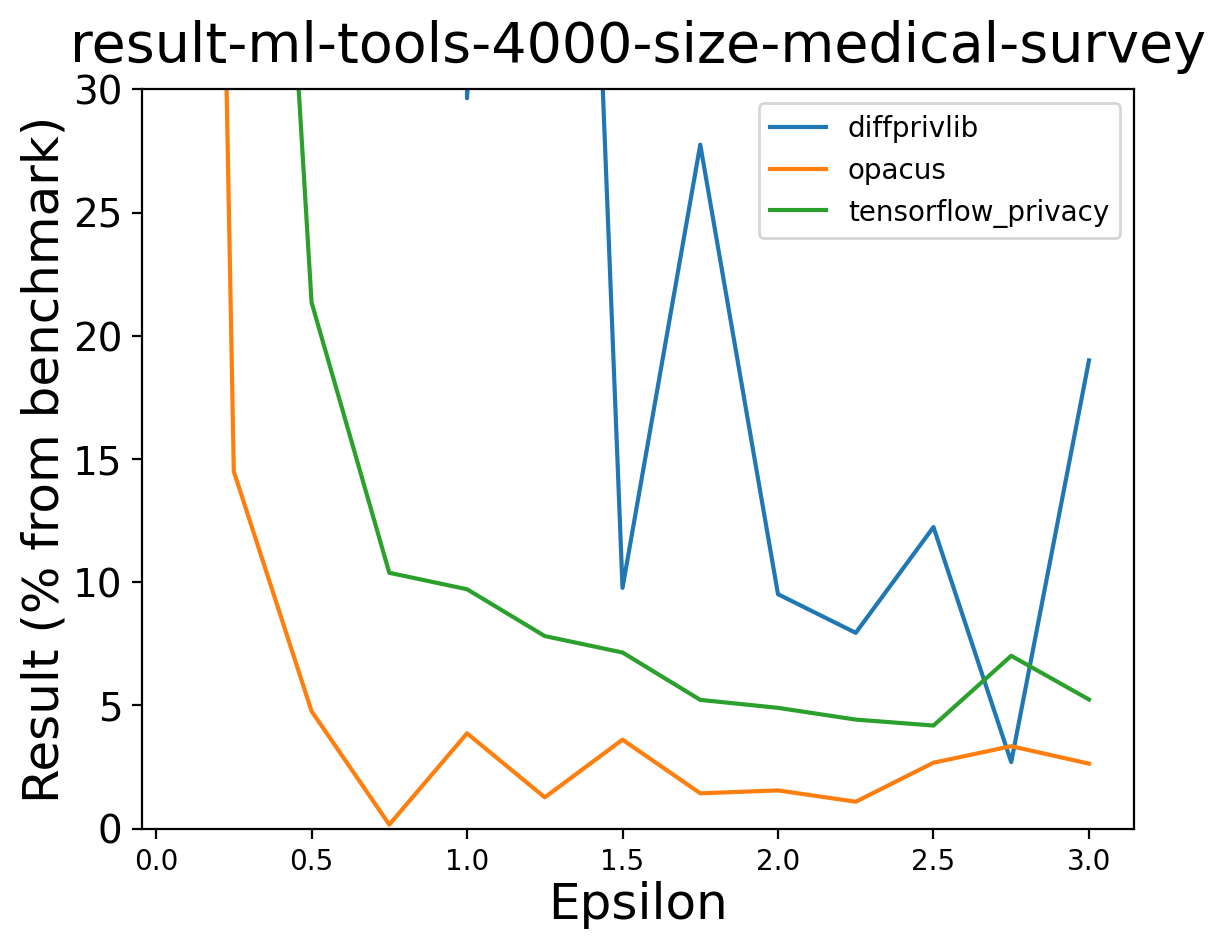 result-ml-tools-4000-size-medical-survey
30
25
20
15
10
5
0
Result (% from benchmark)
diffprivlib
opacus
tensorflow_privacy
0.0 0.5 1.0 1.5 2.0 2.5 3.0
Epsilon